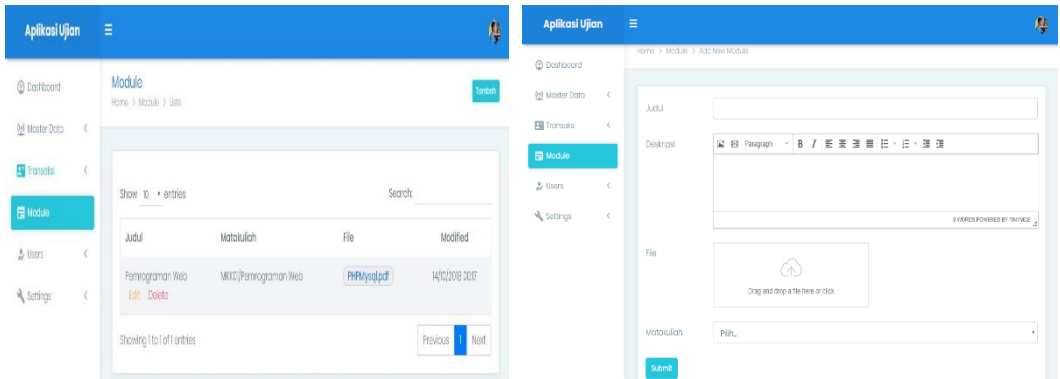 Aplikasi Ujian
Dashboard
Master Data
Transaksi
Module
Users
Settings
Module
Home > Module > Lists
Tambah
Show 10 entries
Search:
Judul Matakuliah File Modified
Pemrograman Web MKK01/Pemrograman Web PHPMysql.pdf 14/10/2018 00:17
Edit Delete
Showing 1 to 1 of 1 entries
Previous 1 Next
Aplikasi Ujian
Dashboard
Master Data
Transaksi
Module
Users
Settings
Home > Module > Add New Module
Judul
Deskripsi
Paragraph B I
0 WORDS POWERED BY TINYMCE
File
Drag and drop a file here or click
Matakuliah
Pilih...
Submit